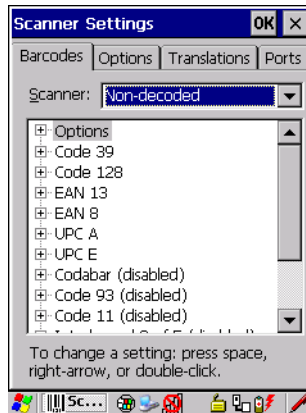 Scanner Settings OK ×
Barcodes Options Translations Ports
Scanner: Non-decoded
Options
Code 39
Code 128
EAN 13
EAN 8
UPC A
UPC E
Codabar (disabled)
Code 93 (disabled)
Code 11 (disabled)
To change a setting: press space,
right-arrow, or double-click.
Sc...